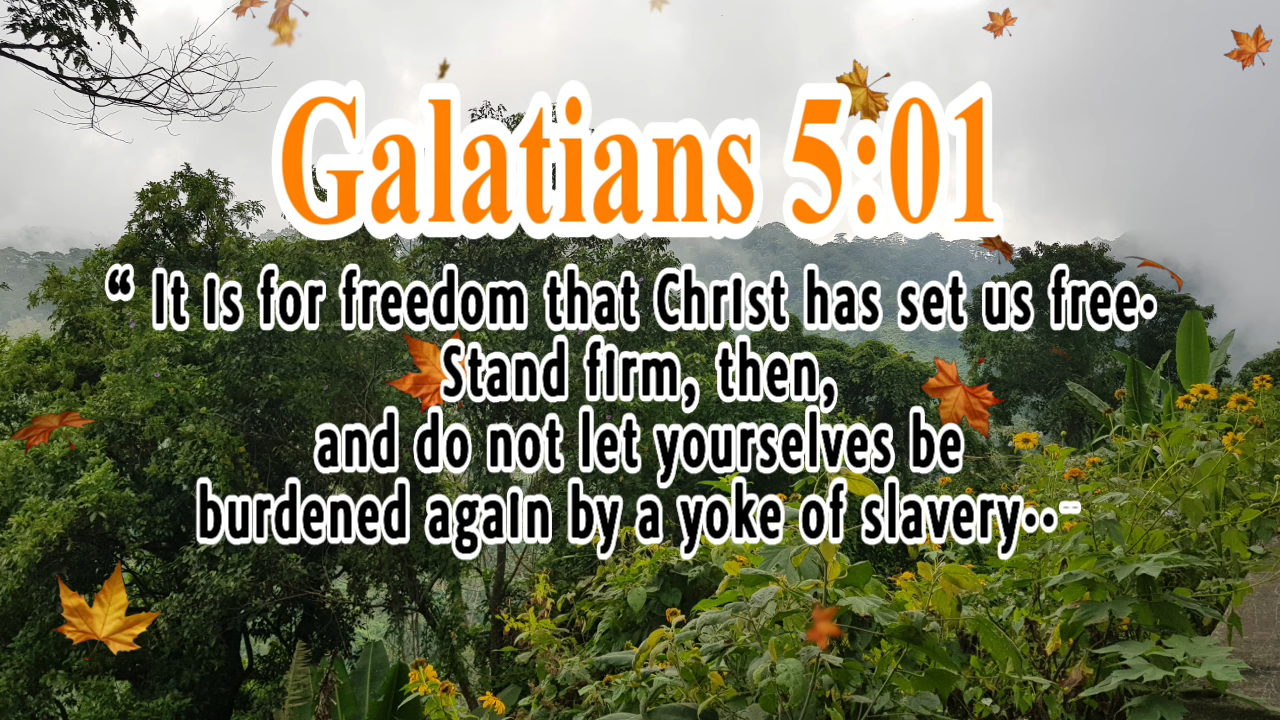 Galatians 5:01
“ It is for freedom that Christ has set us free.
Stand firm, then,
and do not let yourselves be
burdened again by a yoke of slavery..-